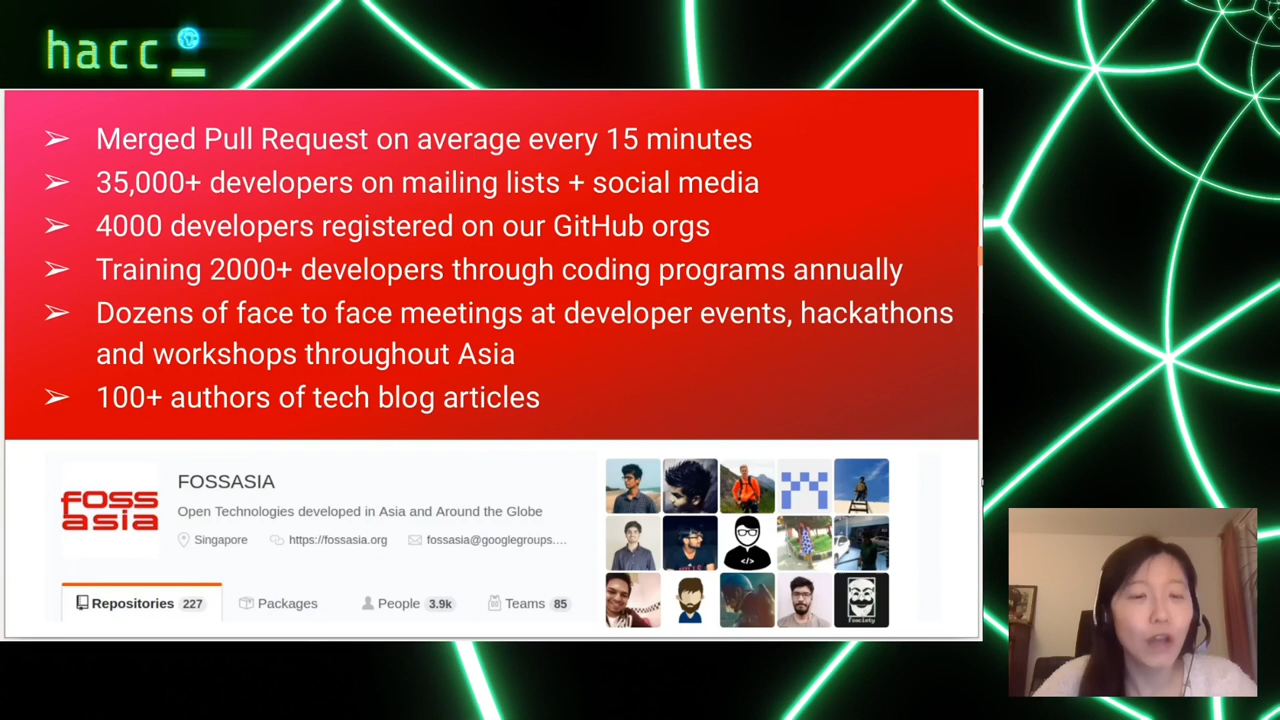 hacc
➢ Merged Pull Request on average every 15 minutes
➢ 35,000+ developers on mailing lists + social media
➢ 4000 developers registered on our GitHub orgs
➢ Training 2000+ developers through coding programs annually
➢ Dozens of face to face meetings at developer events, hackathons
and workshops throughout Asia
➢ 100+ authors of tech blog articles
FOSSASIA
foss
asia
Open Technologies developed in Asia and Around the Globe
Singapore https://fossasia.org fossasia@googlegroups....
Repositories 227 Packages People 3.9k Teams 85
</>
fsociety